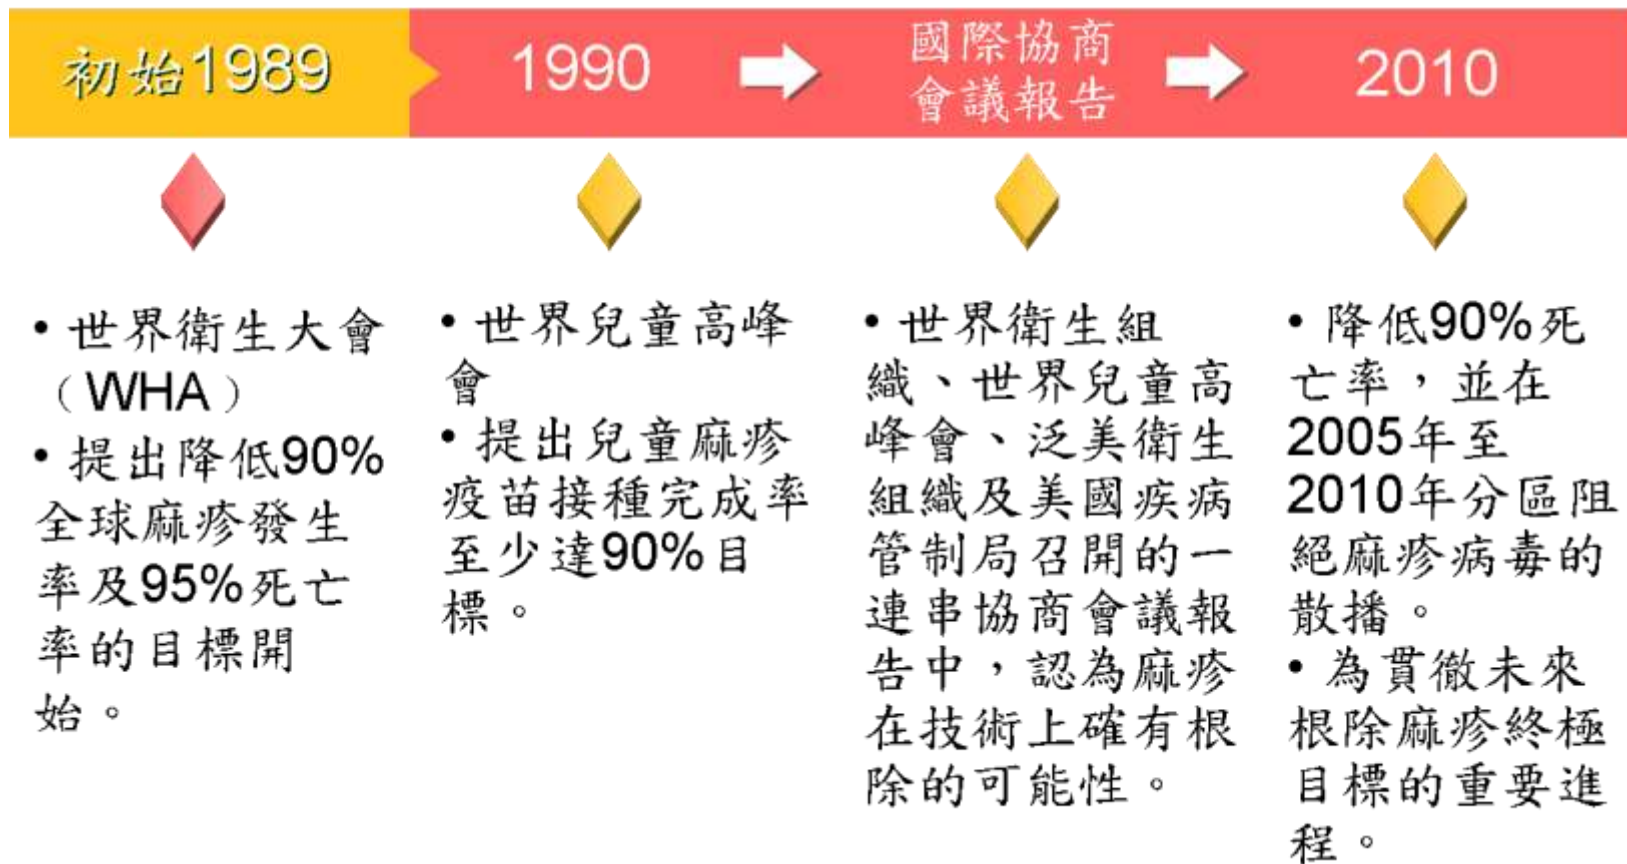 初始1989
1990
國際協商
會議報告
2010
• 世界衛生大會
（WHA）
• 提出降低90%
全球麻疹發生
率及95%死亡
率的目標開
始。
• 世界兒童高峰
會
• 提出兒童麻疹
疫苗接種完成率
至少達90%目
標。
• 世界衛生組
織、世界兒童高
峰會、泛美衛生
組織及美國疾病
管制局召開的一
連串協商會議報
告中，認為麻疹
在技術上確有根
除的可能性。
• 降低90%死
亡率，並在
2005年至
2010年分區阻
絕麻疹病毒的
散播。
• 為貫徹未來
根除麻疹終極
目標的重要進
程。